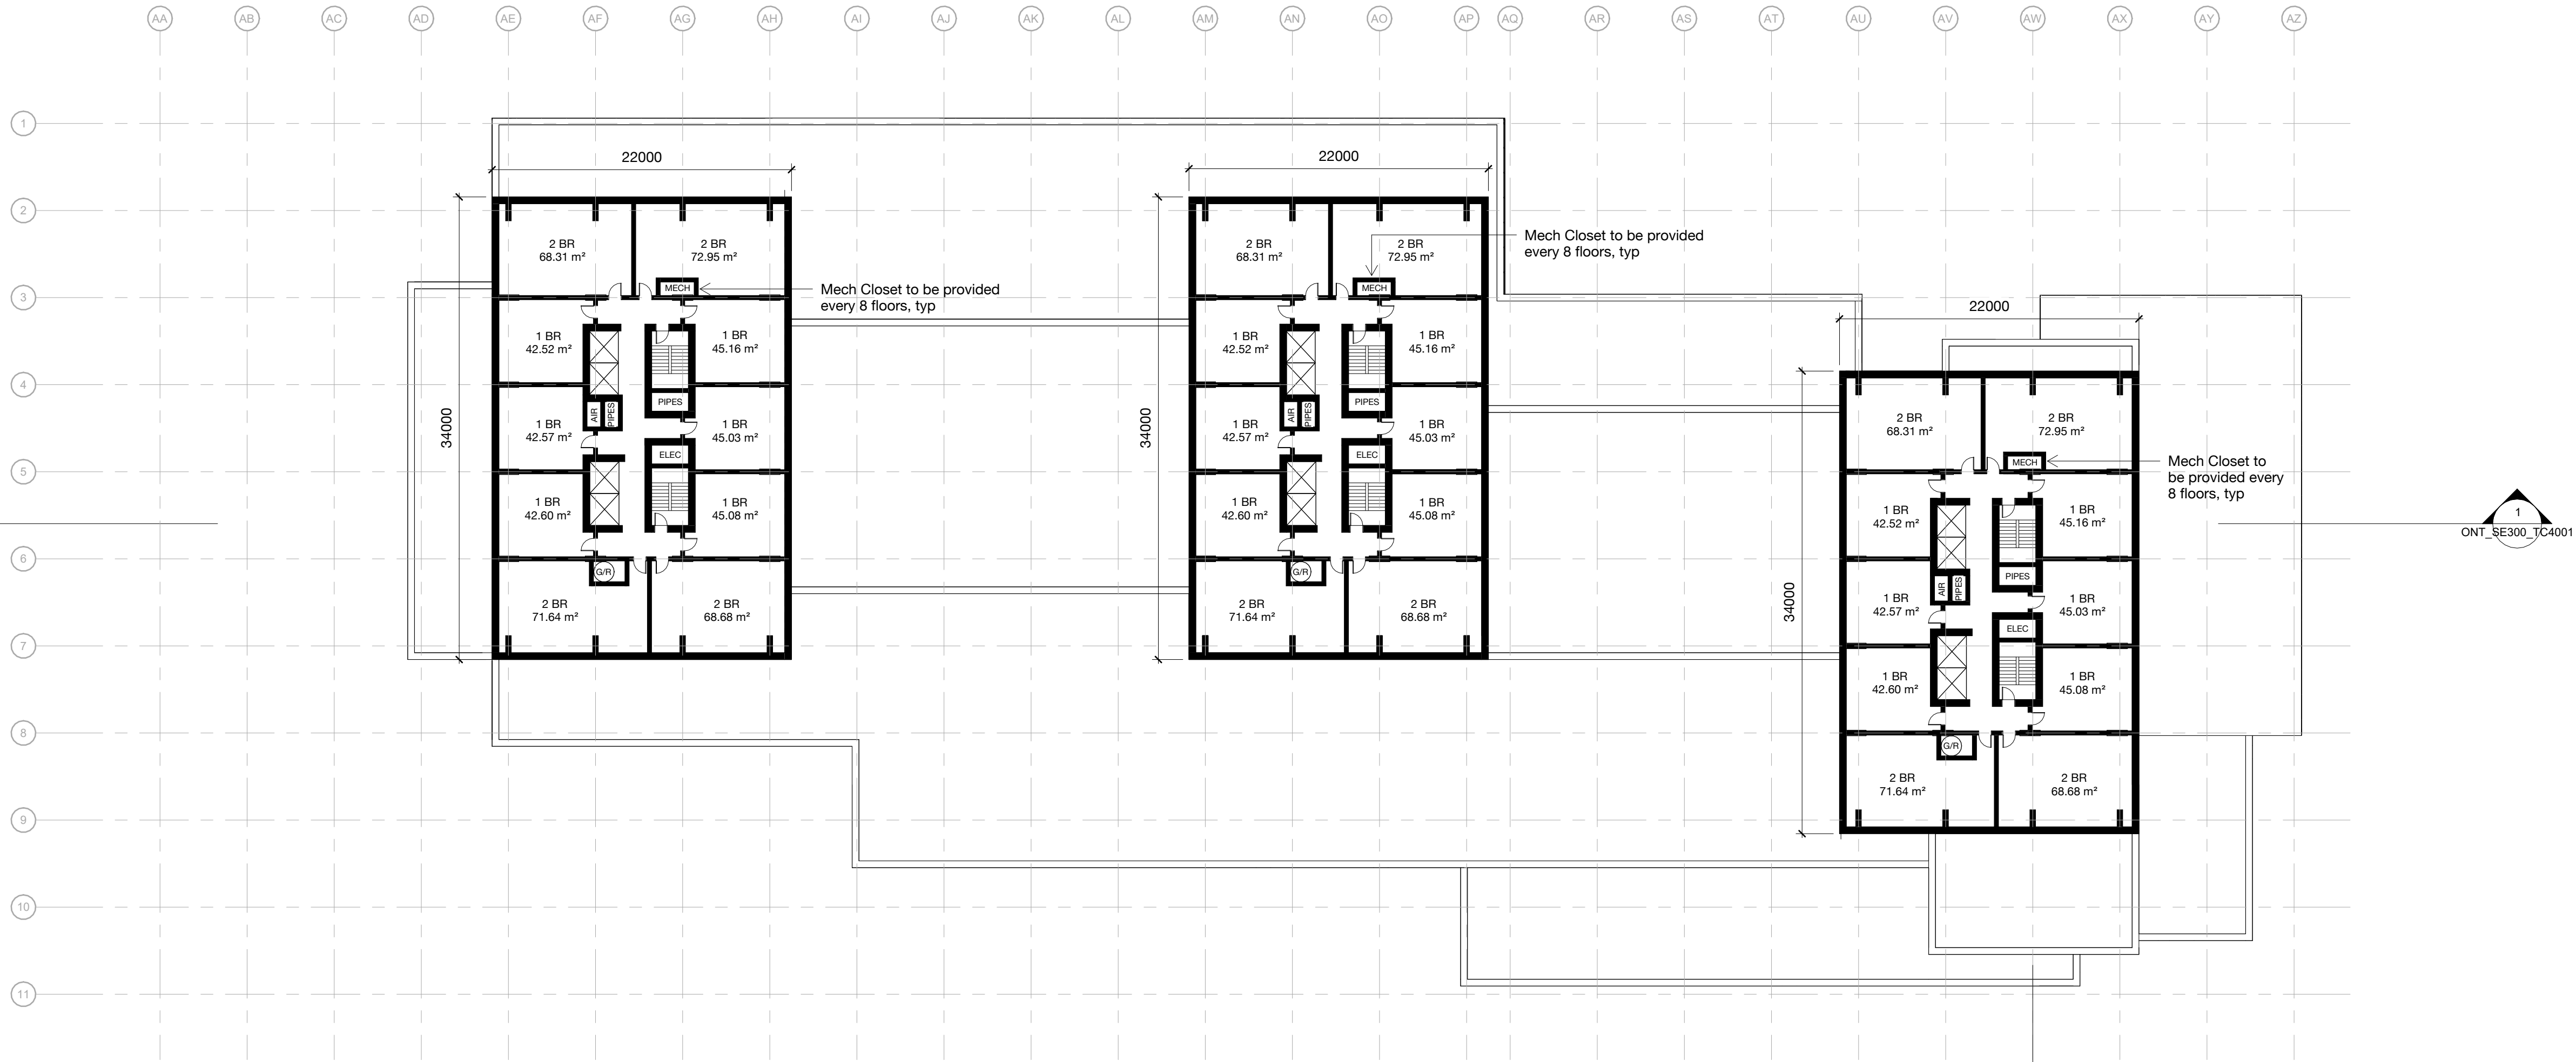 AA AB AC AD AE AF AG AH AI AJ AK AL AM AN AO AP AQ AR AS AT AU AV AW AX AY AZ
1
2
3
4
5
6
7
8
9
10
11
22000
34000
2 BR
68.31 m²
2 BR
72.95 m²
MECH
Mech Closet to be provided
every 8 floors, typ
1 BR
42.52 m²
1 BR
45.16 m²
PIPES
AIR
PIPES
1 BR
42.57 m²
1 BR
45.03 m²
ELEC
1 BR
42.60 m²
1 BR
45.08 m²
G/R
2 BR
71.64 m²
2 BR
68.68 m²
22000
34000
2 BR
68.31 m²
2 BR
72.95 m²
MECH
Mech Closet to be provided
every 8 floors, typ
1 BR
42.52 m²
1 BR
45.16 m²
PIPES
AIR
PIPES
1 BR
42.57 m²
1 BR
45.03 m²
ELEC
1 BR
42.60 m²
1 BR
45.08 m²
G/R
2 BR
71.64 m²
2 BR
68.68 m²
22000
34000
2 BR
68.31 m²
2 BR
72.95 m²
MECH
Mech Closet to
be provided every
8 floors, typ
1 BR
42.52 m²
1 BR
45.16 m²
PIPES
AIR
PIPES
1 BR
42.57 m²
1 BR
45.03 m²
ELEC
1 BR
42.60 m²
1 BR
45.08 m²
G/R
2 BR
71.64 m²
2 BR
68.68 m²
1
ONT_SE300_TC4001